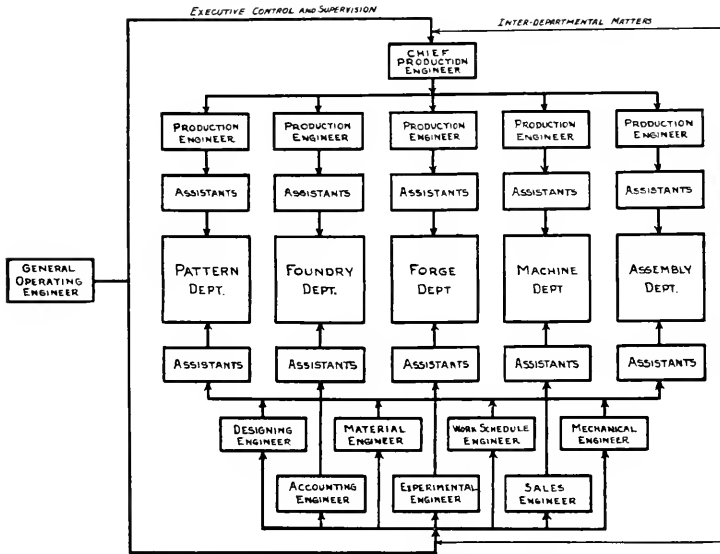 EXECUTIVE CONTROL AND SUPERVISION
INTER-DEPARTMENTAL MATTERS
CHIEF
PRODUCTION
ENGINEER
PRODUCTION
ENGINEER
PRODUCTION
ENGINEER
PRODUCTION
ENGINEER
PRODUCTION
ENGINEER
PRODUCTION
ENGINEER
ASSISTANTS
ASSISTANTS
ASSISTANTS
ASSISTANTS
ASSISTANTS
GENERAL
OPERATING
ENGINEER
PATTERN
DEPT.
FOUNDRY
DEPT.
FORGE
DEPT
MACHINE
DEPT
ASSEMBLY
DEPT.
ASSISTANTS
ASSISTANTS
ASSISTANTS
ASSISTANTS
ASSISTANTS
DESIGNING
ENGINEER
MATERIAL
ENGINEER
WORK SCHEDULE
ENGINEER
MECHANICAL
ENGINEER
ACCOUNTING
ENGINEER
EXPERIMENTAL
ENGINEER
SALES
ENGINEER